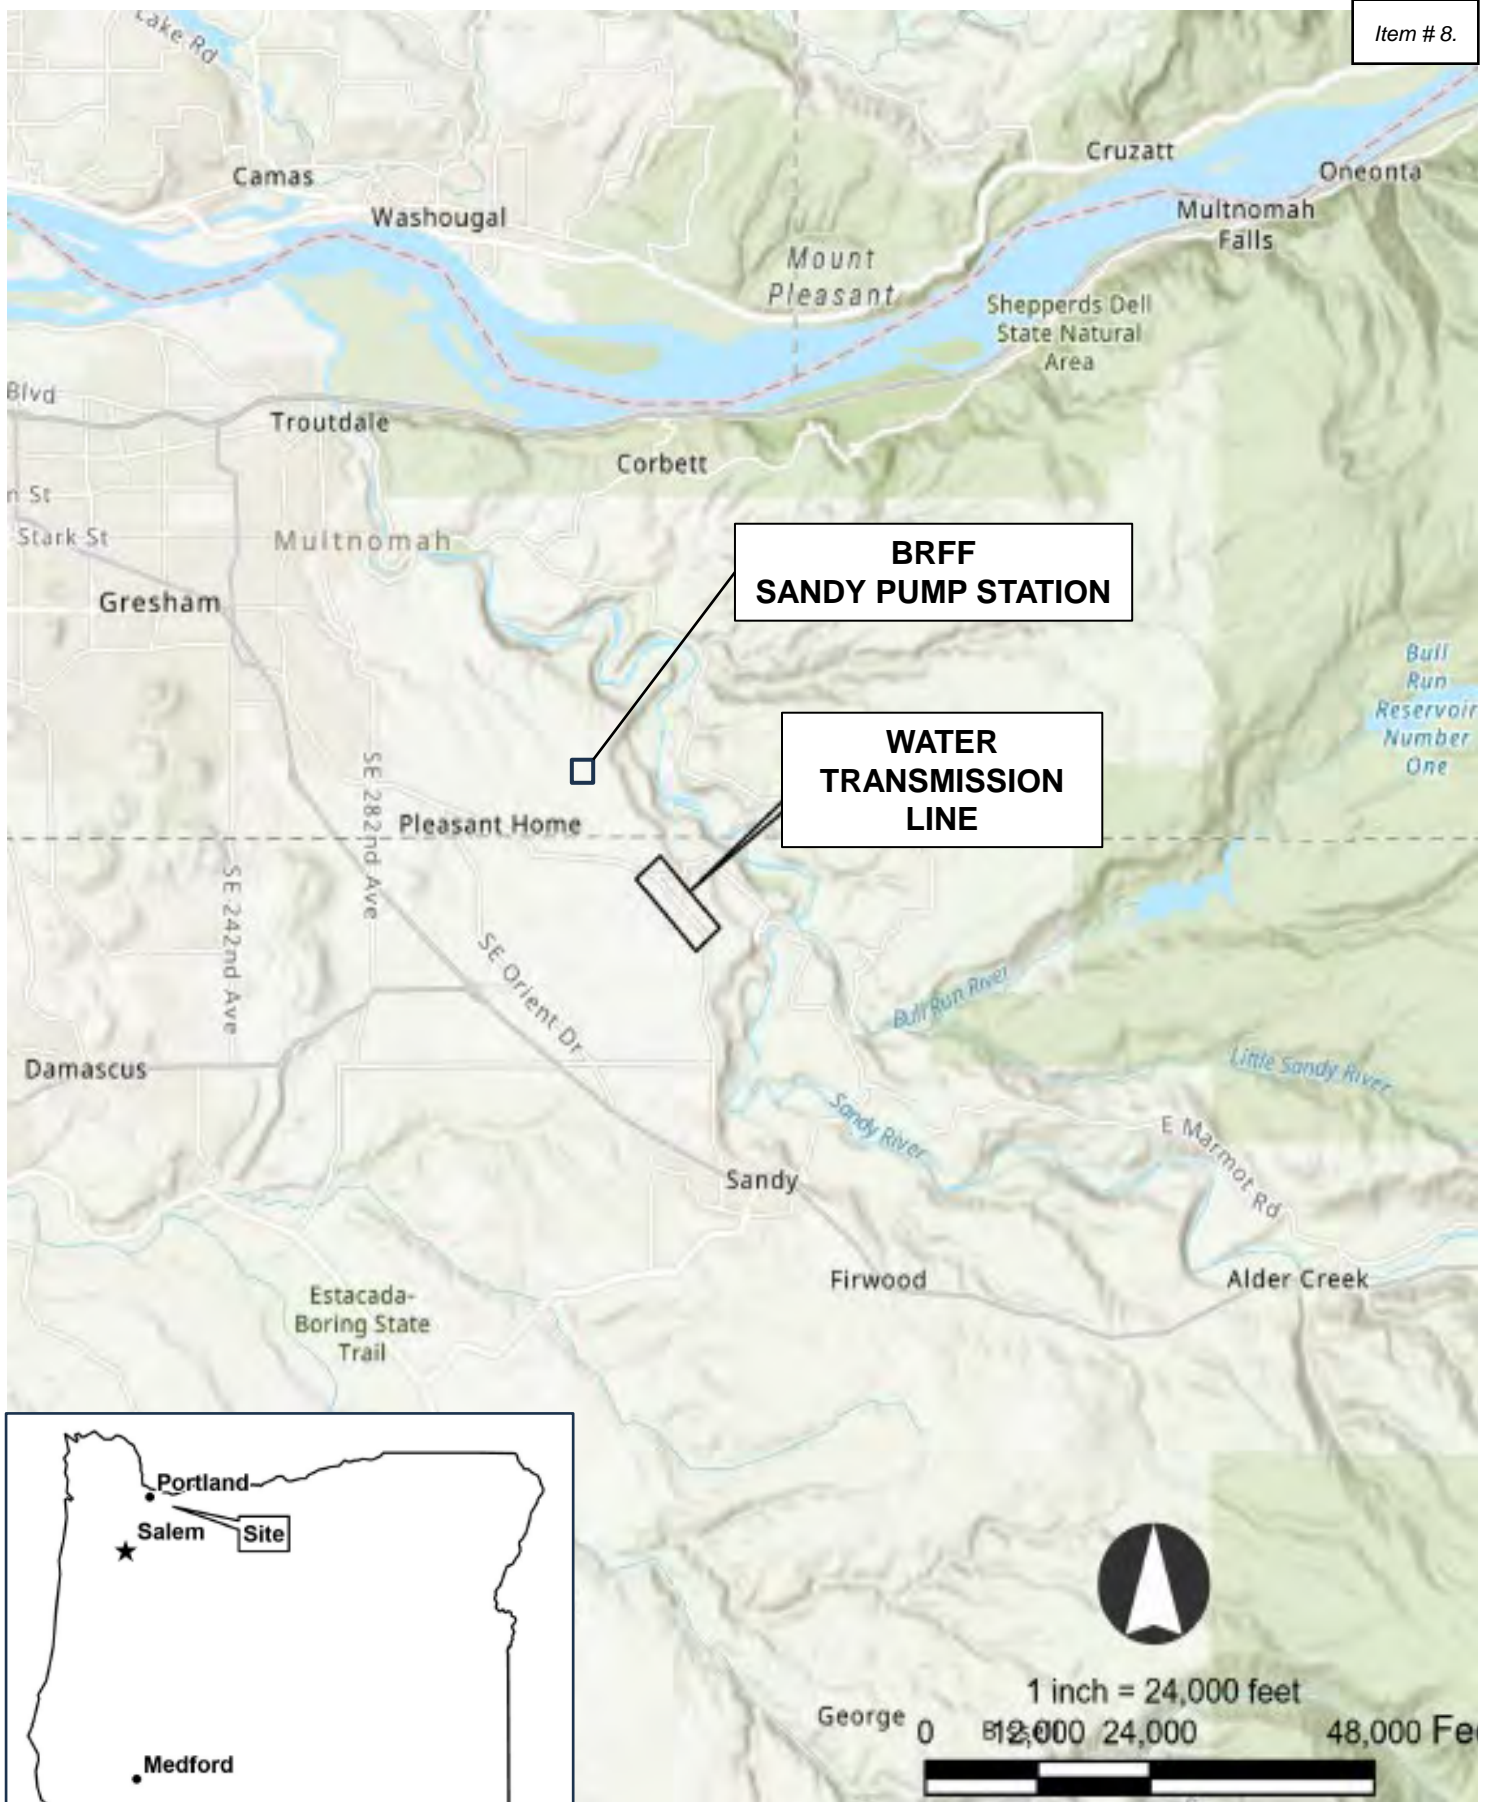 Item # 8.
Lake Rd
Camas
Washougal
Cruzatt
Oneonta
Multnomah
Falls
Mount
Pleasant
Shepperds Dell
State Natural
Area
Blvd
Troutdale
Corbett
n St
Stark St
Multnomah
Gresham
BRFF
SANDY PUMP STATION
Bull
Run
Reservoir
Number
One
WATER
TRANSMISSION
LINE
SE 282nd Ave
Pleasant Home
SE 242nd Ave
SE Orient Dr
Bull Run River
Damascus
Little Sandy River
Sandy River
E Marmot Rd
Sandy
Firwood
Alder Creek
Estacada-
Boring State
Trail
Portland
Salem
Site
Medford
1 inch = 24,000 feet
George
0 12,000 24,000 48,000 Fe